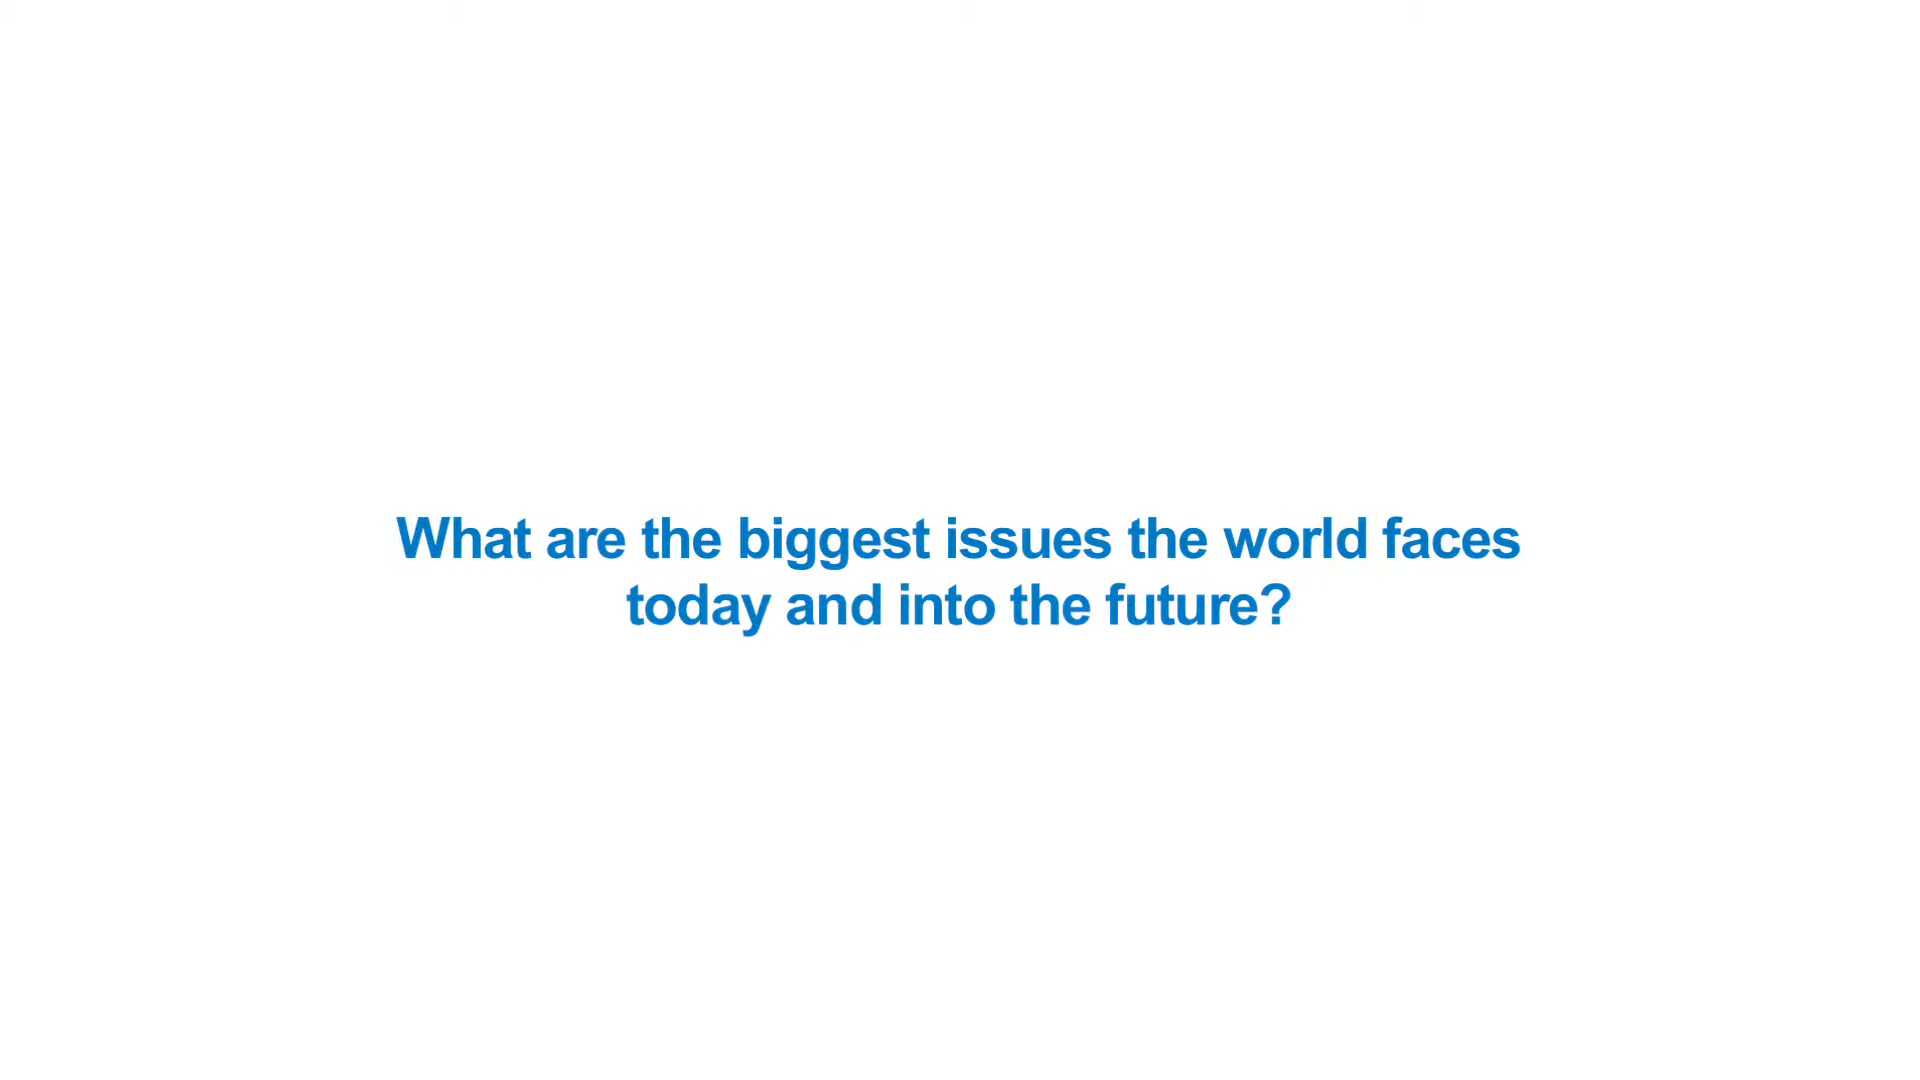 What are the biggest issues the world faces
today and into the future?